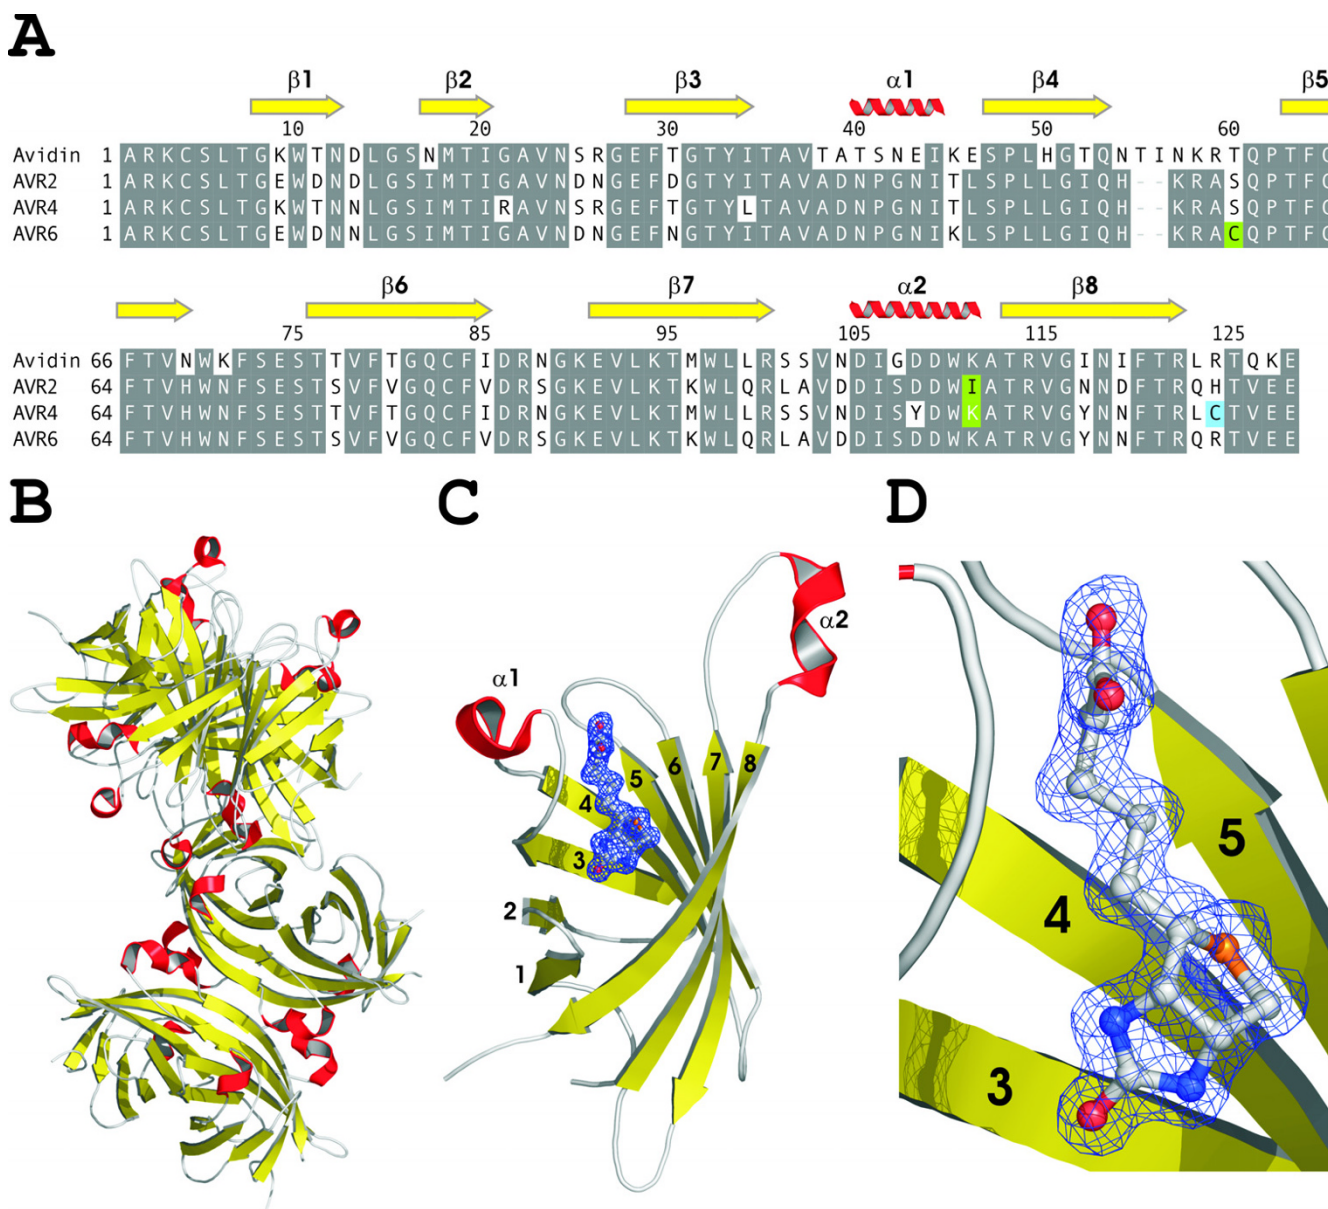 A
β1 β2 β3 α1 β4 β5
10 20 30 40 50 60
Avidin 1 ARKCSLTGKWTNDLGSNMTIGAVNSRGEFTGTYITAVTATSNEIKESPLHGTQNTINKRTQPTFG
AVR2 1 ARKCSLTGEWDNDLGSIMTIGAVNDNGEFDGTYITAVADNPGNITLSPLLGIQH--KRASQPTFG
AVR4 1 ARKCSLTGKWTNNLGSIMTIRAVNSRGEFTGTYLTAVADNPGNITLSPLLGIQH--KRASQPTFG
AVR6 1 ARKCSLTGEWDNNLGSIMTIGAVNDNGEFNGTYITAVADNPGNIKLSPLLGIQH--KRACQPTFG
β6 β7 α2 β8
75 85 95 105 115 125
Avidin 66 FTVNWKFSESTTVFTGQCFIDRNGKEVLKTMWLLRSSVNDIGDDWKATRVGINIFTRLRTQKE
AVR2 64 FTVHWNFSESTSVFVGQCFVDRSGKEVLKTKWLQRLAVDDISDDWIATRVGNNDFTRQHTVEE
AVR4 64 FTVHWNFSESTTVFTGQCFIDRNGKEVLKTMWLLRSSVNDISYDWKATRVGYNNFTRLCTVEE
AVR6 64 FTVHWNFSESTSVFVGQCFVDRSGKEVLKTKWLQRLAVDDISDDWKATRVGYNNFTRQRTVEE
B
C
α1
α2
1
2
3
4
5
6
7
8
D
5
4
3